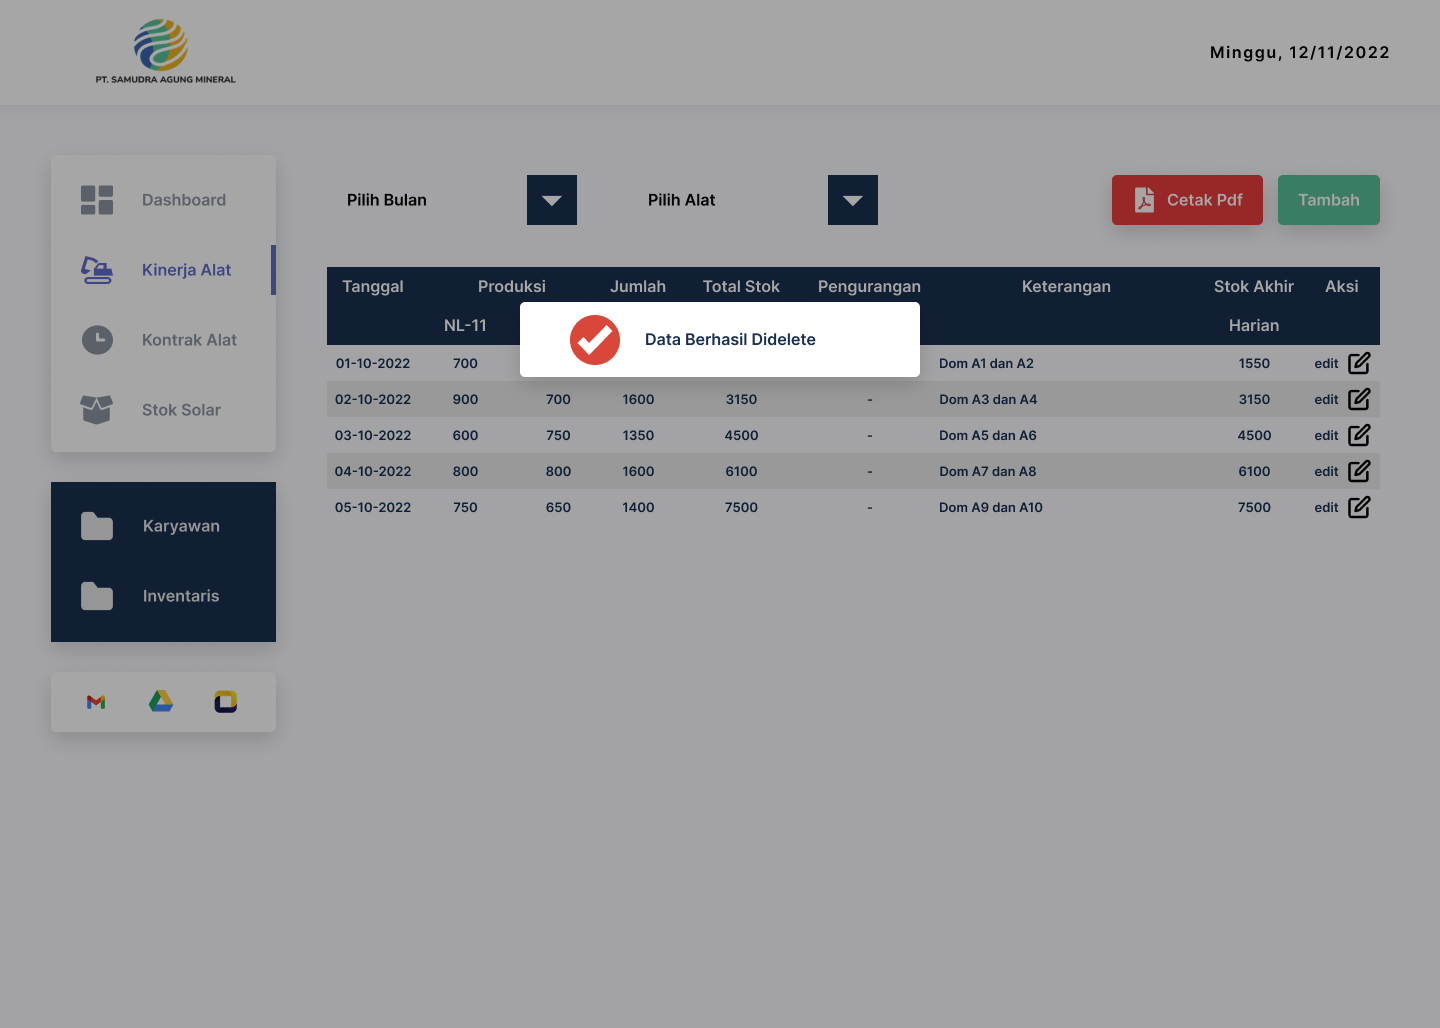 PT. SAMUDRA AGUNG MINERAL
Minggu, 12/11/2022
Dashboard
Kinerja Alat
Kontrak Alat
Stok Solar
Karyawan
Inventaris
Pilih Bulan
Pilih Alat
Cetak Pdf
Tambah
Tanggal Produksi Jumlah Total Stok Pengurangan Keterangan Stok Akhir Aksi
NL-11 Harian
Data Berhasil Didelete
01-10-2022 700 Dom A1 dan A2 1550 edit
02-10-2022 900 700 1600 3150 - Dom A3 dan A4 3150 edit
03-10-2022 600 750 1350 4500 - Dom A5 dan A6 4500 edit
04-10-2022 800 800 1600 6100 - Dom A7 dan A8 6100 edit
05-10-2022 750 650 1400 7500 - Dom A9 dan A10 7500 edit